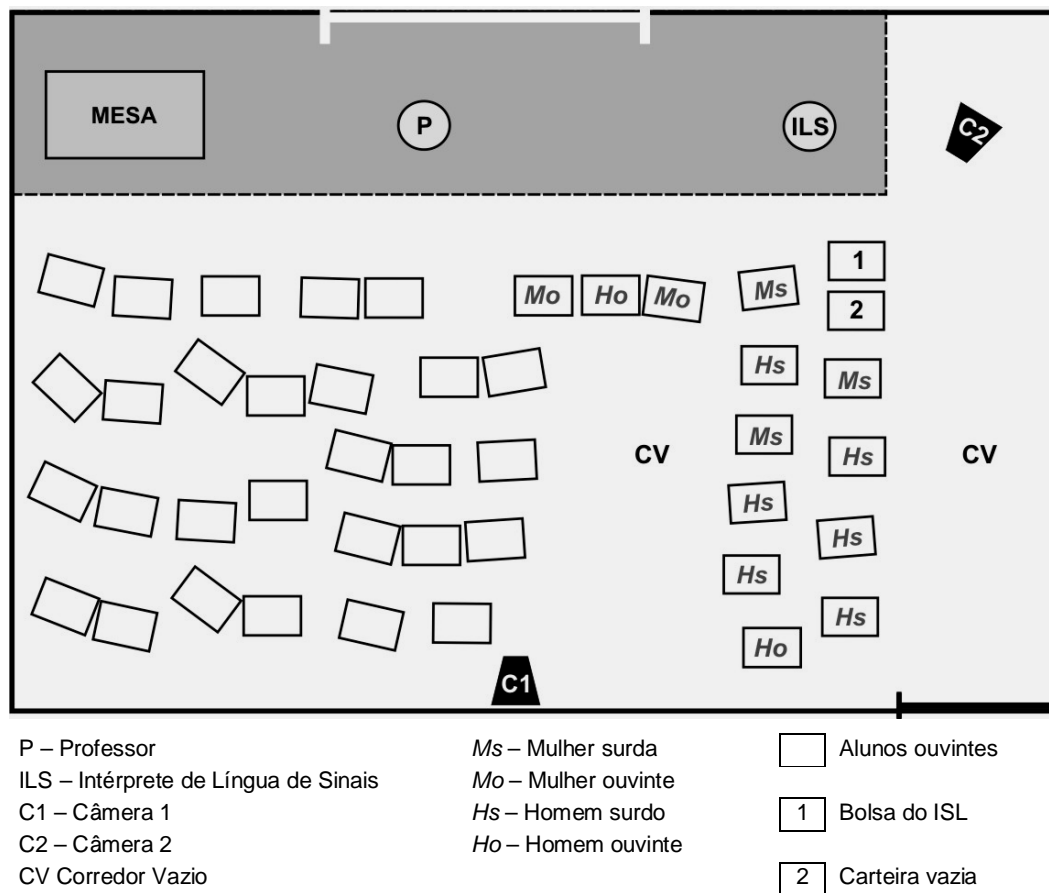 MESA
P
ILS
C2
1
Mo Ho Mo Ms
2
Hs
Ms
Ms
CV
Hs
CV
Hs
Hs
Hs
Hs
Ho
C1
P – Professor
ILS – Intérprete de Língua de Sinais
C1 – Câmera 1
C2 – Câmera 2
CV Corredor Vazio
Ms – Mulher surda
Mo – Mulher ouvinte
Hs – Homem surdo
Ho – Homem ouvinte
Alunos ouvintes
1 Bolsa do ISL
2 Carteira vazia